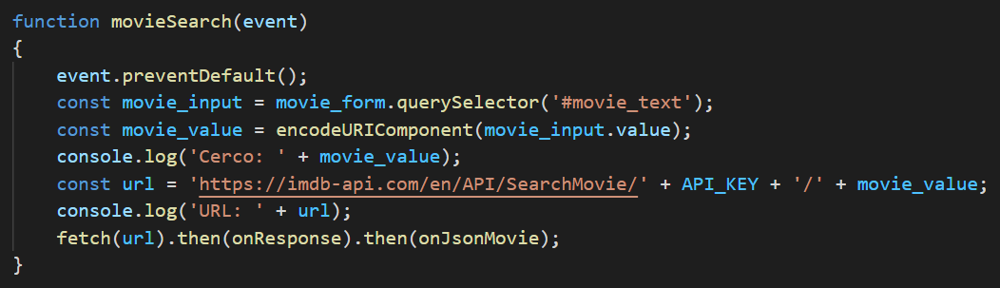 function movieSearch(event)
{
    event.preventDefault();
    const movie_input = movie_form.querySelector('#movie_text');
    const movie_value = encodeURIComponent(movie_input.value);
    console.log('Cerco: ' + movie_value);
    const url = 'https://imdb-api.com/en/API/SearchMovie/' + API_KEY + '/' + movie_value;
    console.log('URL: ' + url);
    fetch(url).then(onResponse).then(onJsonMovie);
}